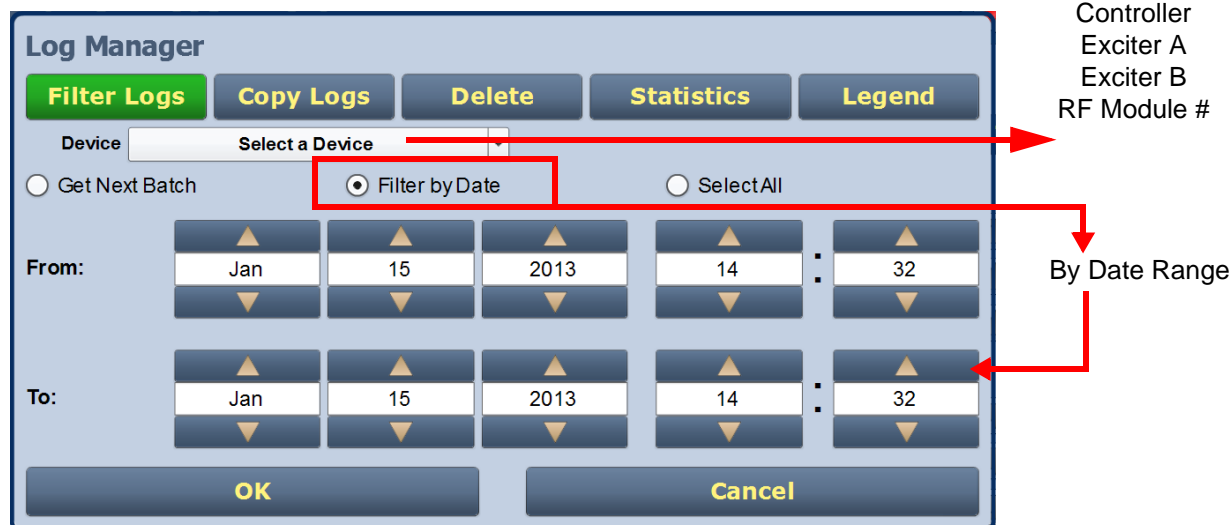 Controller
Exciter A
Exciter B
RF Module #
Log Manager
Filter Logs Copy Logs Delete Statistics Legend
Device Select a Device
Get Next Batch Filter by Date Select All
From: Jan 15 2013 14 : 32
By Date Range
To: Jan 15 2013 14 : 32
OK Cancel